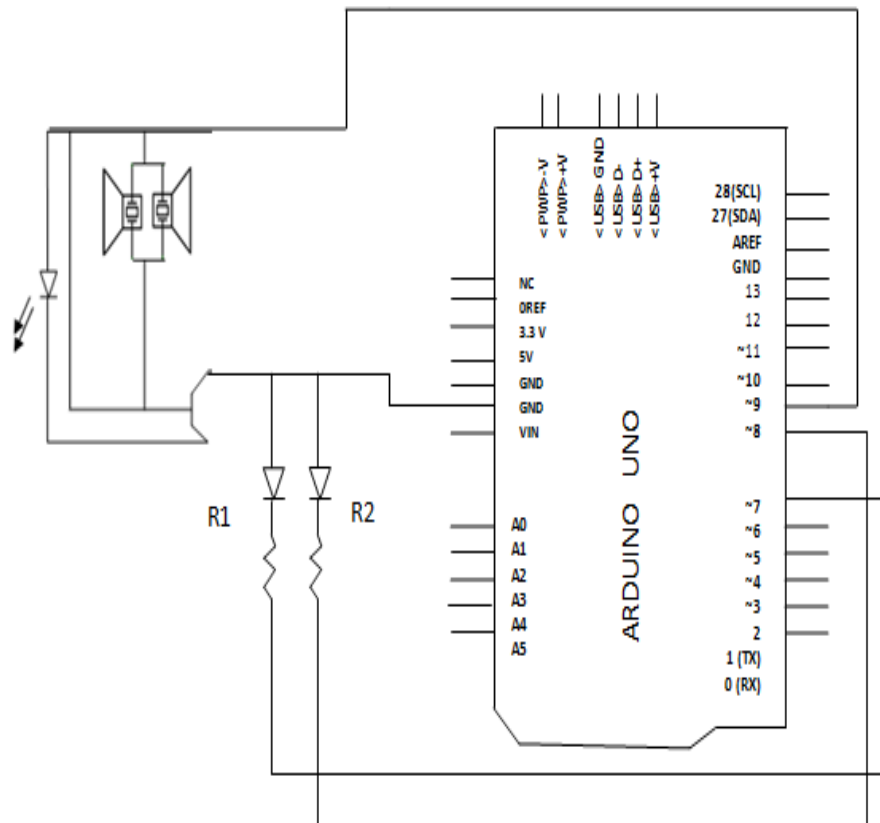 <PWP>-V
<PWP>+V
<USB> GND
<USB> D-
<USB> D+
<USB>+V
28(SCL)
27(SDA)
AREF
GND
13
12
~11
~10
~9
~8
~7
~6
~5
~4
~3
2
1 (TX)
0 (RX)
NC
0REF
3.3 V
5V
GND
GND
VIN
A0
A1
A2
A3
A4
A5
ARDUINO UNO
R1
R2